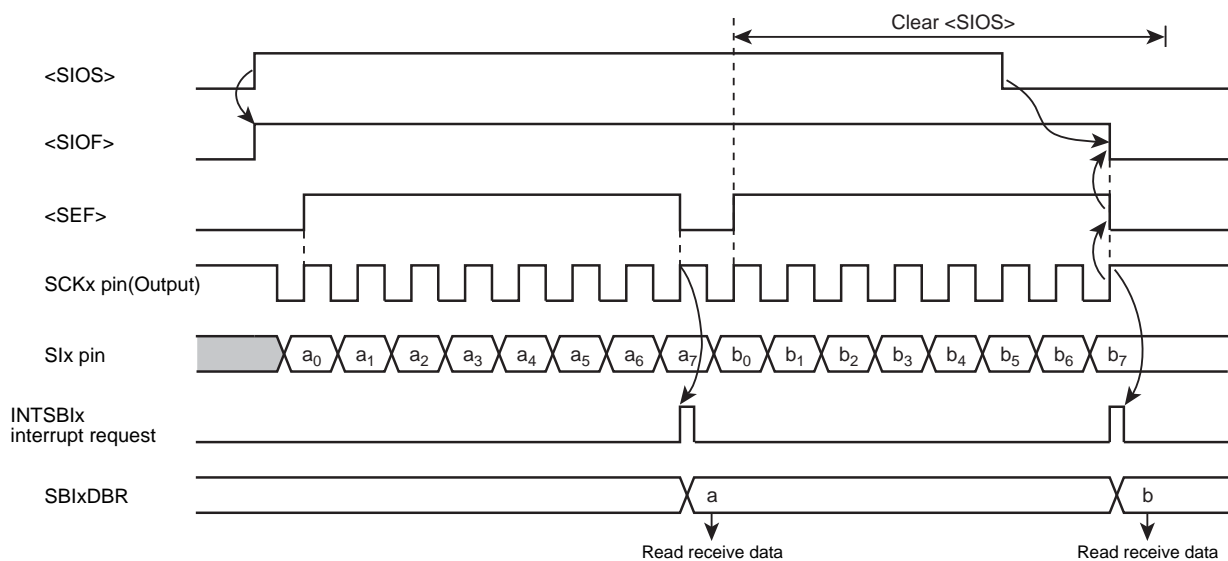 Clear <SIOS>
<SIOS>
<SIOF>
<SEF>
SCKx pin(Output)
SIx pin
a0 a1 a2 a3 a4 a5 a6 a7 b0 b1 b2 b3 b4 b5 b6 b7
INTSBIx
interrupt request
SBIxDBR
a b
Read receive data Read receive data